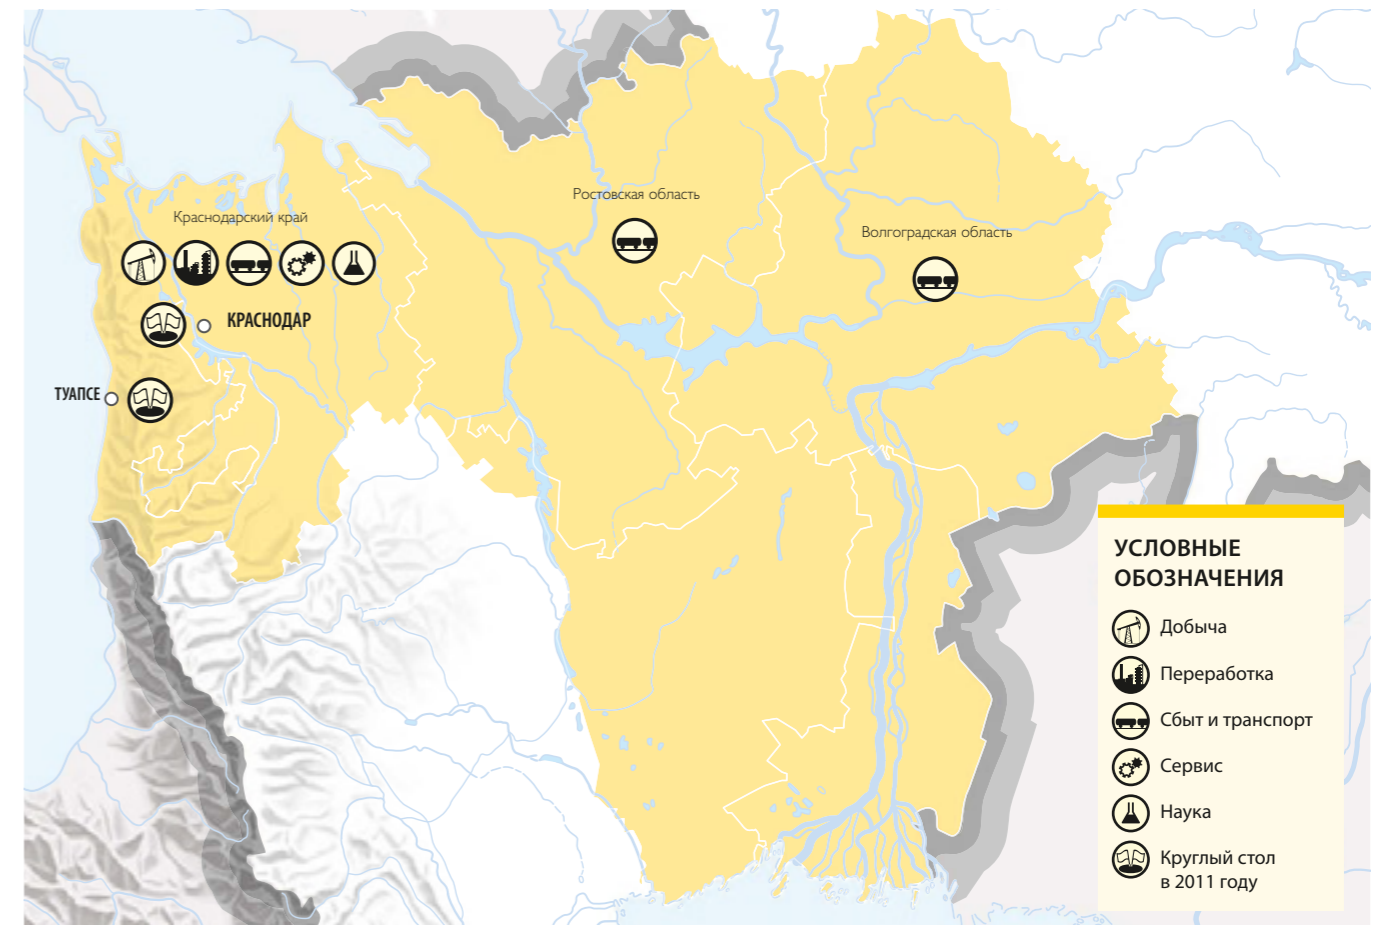 Ростовская область
Краснодарский край
Волгоградская область
КРАСНОДАР
ТУАПСЕ
УСЛОВНЫЕ
ОБОЗНАЧЕНИЯ
Добыча
Переработка
Сбыт и транспорт
Сервис
Наука
Круглый стол
в 2011 году